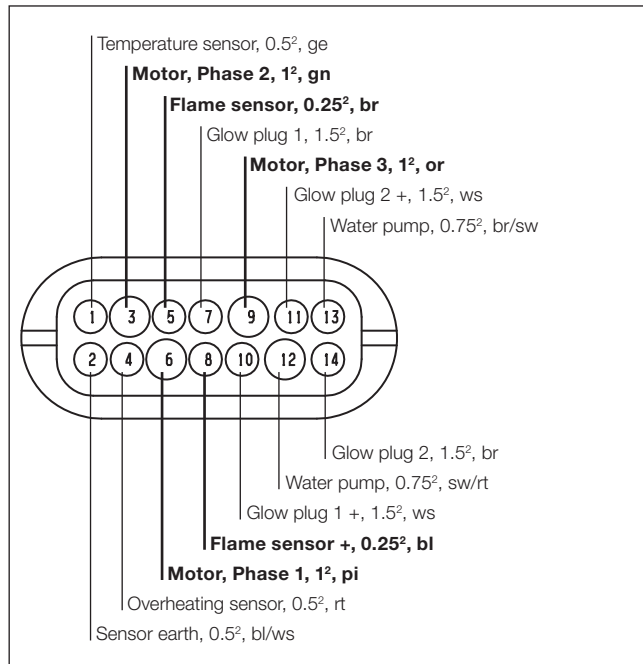 Temperature sensor, 0.5², ge
Motor, Phase 2, 1², gn
Flame sensor, 0.25², br
Glow plug 1, 1.5², br
Motor, Phase 3, 1², or
Glow plug 2 +, 1.5², ws
Water pump, 0.75², br/sw
1 3 5 7 9 11 13
2 4 6 8 10 12 14
Glow plug 2, 1.5², br
Water pump, 0.75², sw/rt
Glow plug 1 +, 1.5², ws
Flame sensor +, 0.25², bl
Motor, Phase 1, 1², pi
Overheating sensor, 0.5², rt
Sensor earth, 0.5², bl/ws